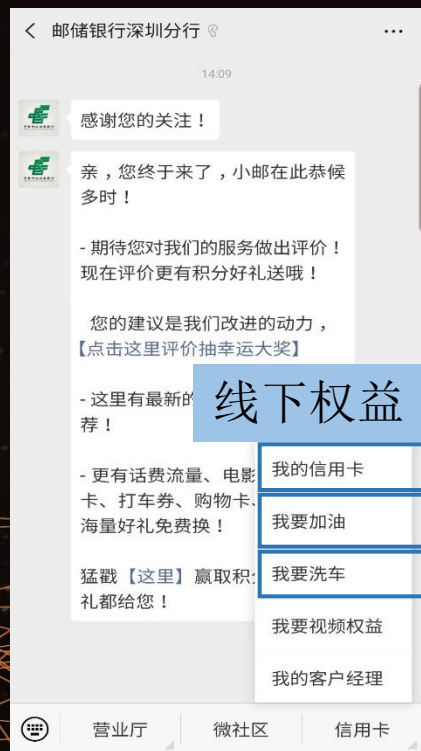 邮储银行深圳分行
14:09
感谢您的关注！
亲，您终于来了，小邮在此恭候
多时！
- 期待您对我们的服务做出评价！
现在评价更有积分好礼送哦！
您的建议是我们改进的动力，
【点击这里评价抽幸运大奖】
- 这里有最新的
荐！
线下权益
- 更有话费流量、电影
卡、打车券、购物卡、
海量好礼免费换！
猛戳【这里】赢取积
礼都给您！
我的信用卡
我要加油
我要洗车
我要视频权益
我的客户经理
营业厅
微社区
信用卡